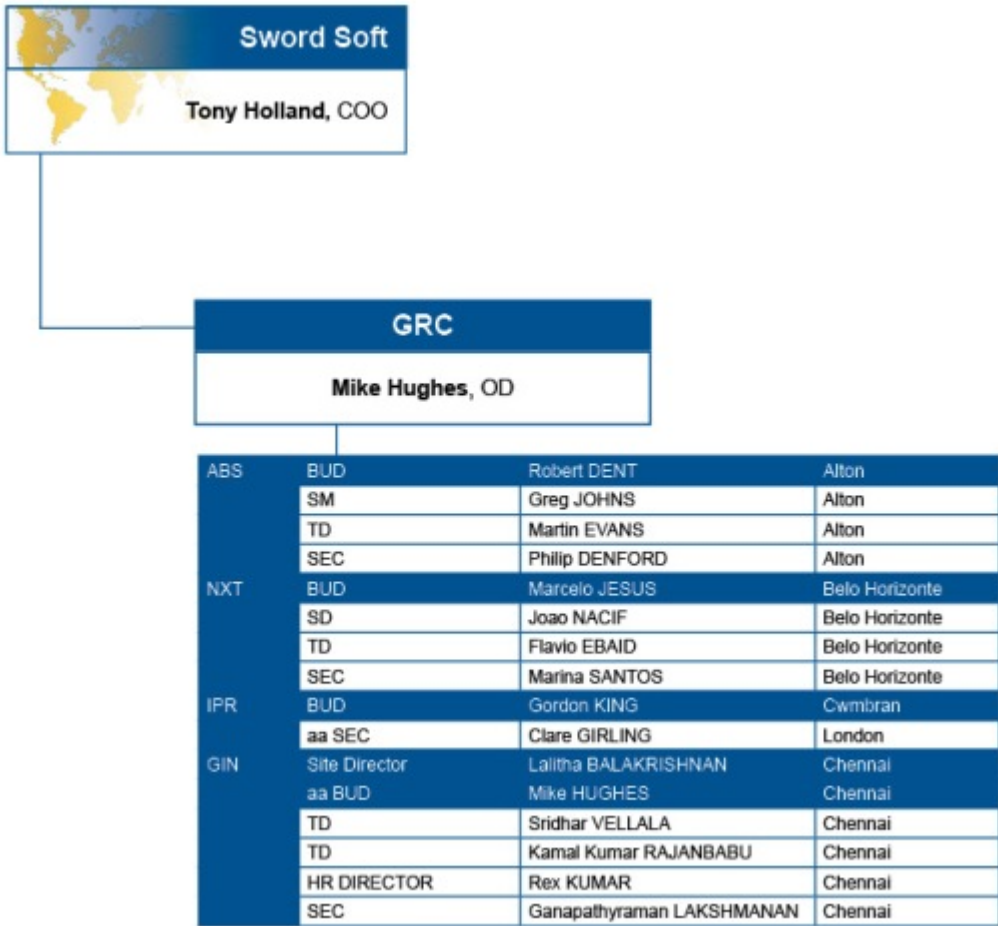 Sword Soft
Tony Holland, COO
GRC
Mike Hughes, OD
ABS BUD Robert DENT Alton
SM Greg JOHNS Alton
TD Martin EVANS Alton
SEC Philip DENFORD Alton
NXT BUD Marcelo JESUS Belo Horizonte
SD Joao NACIF Belo Horizonte
TD Flavio EBAID Belo Horizonte
SEC Marina SANTOS Belo Horizonte
IPR BUD Gordon KING Cwmbran
aa SEC Clare GIRLING London
GIN Site Director Lalitha BALAKRISHNAN Chennai
aa BUD Mike HUGHES Chennai
TD Sridhar VELLALA Chennai
TD Kamal Kumar RAJANBABU Chennai
HR DIRECTOR Rex KUMAR Chennai
SEC Ganapathyraman LAKSHMANAN Chennai